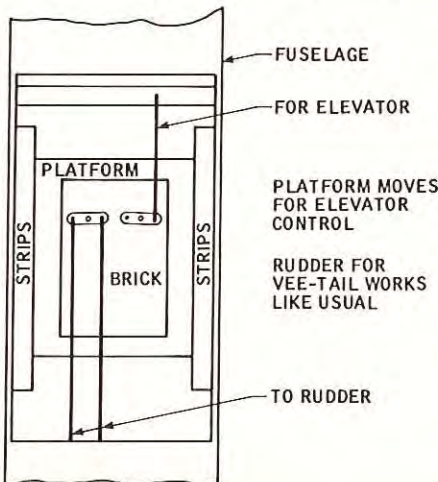 FUSELAGE
FOR ELEVATOR
PLATFORM
PLATFORM MOVES
FOR ELEVATOR
CONTROL
STRIPS
BRICK
STRIPS
RUDDER FOR
VEE-TAIL WORKS
LIKE USUAL
TO RUDDER